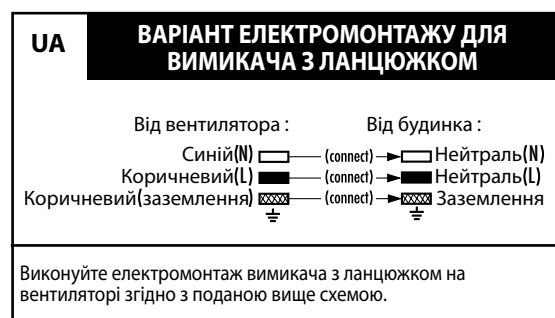 UA
ВАРІАНТ ЕЛЕКТРОМОНТАЖУ ДЛЯ
ВИМИКАЧА З ЛАНЦЮЖКОМ
Від вентилятора : Від будинка :
Синій(N) (connect) Нейтраль(N)
Коричневий(L) (connect) Нейтраль(L)
Коричневий(заземлення) (connect) Заземлення
Виконуйте електромонтаж вимикача з ланцюжком на
вентиляторі згідно з поданою вище схемою.